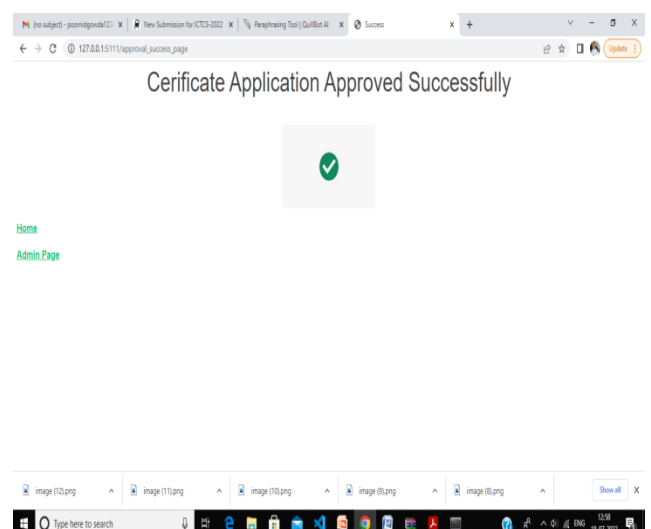 (no subject) - poornidgowda123
New Submission for ICTCS-2022
Paraphrasing Tool | QuillBot AI
Success
127.0.0.1:5111/approval_success_page
Update
Cerificate Application Approved Successfully
Home
Admin Page
image (12).png
image (11).png
image (10).png
image (9).png
image (8).png
Show all
Type here to search
ENG
12:58